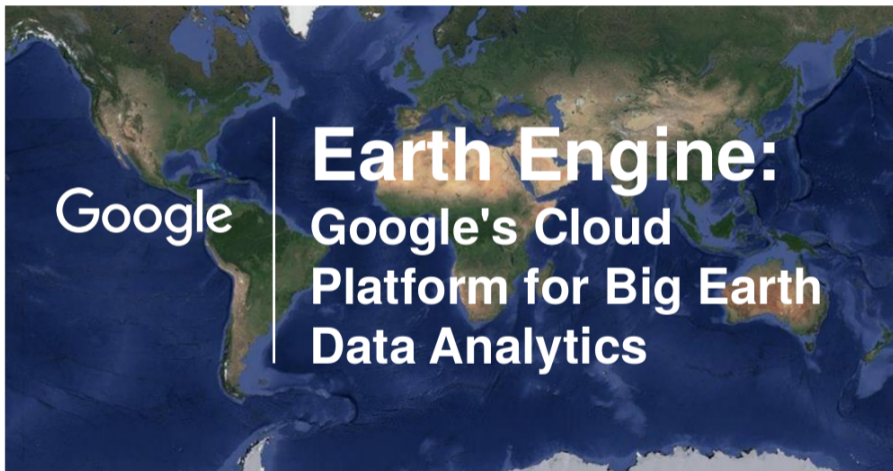 Google
Earth Engine:
Google's Cloud
Platform for Big Earth
Data Analytics